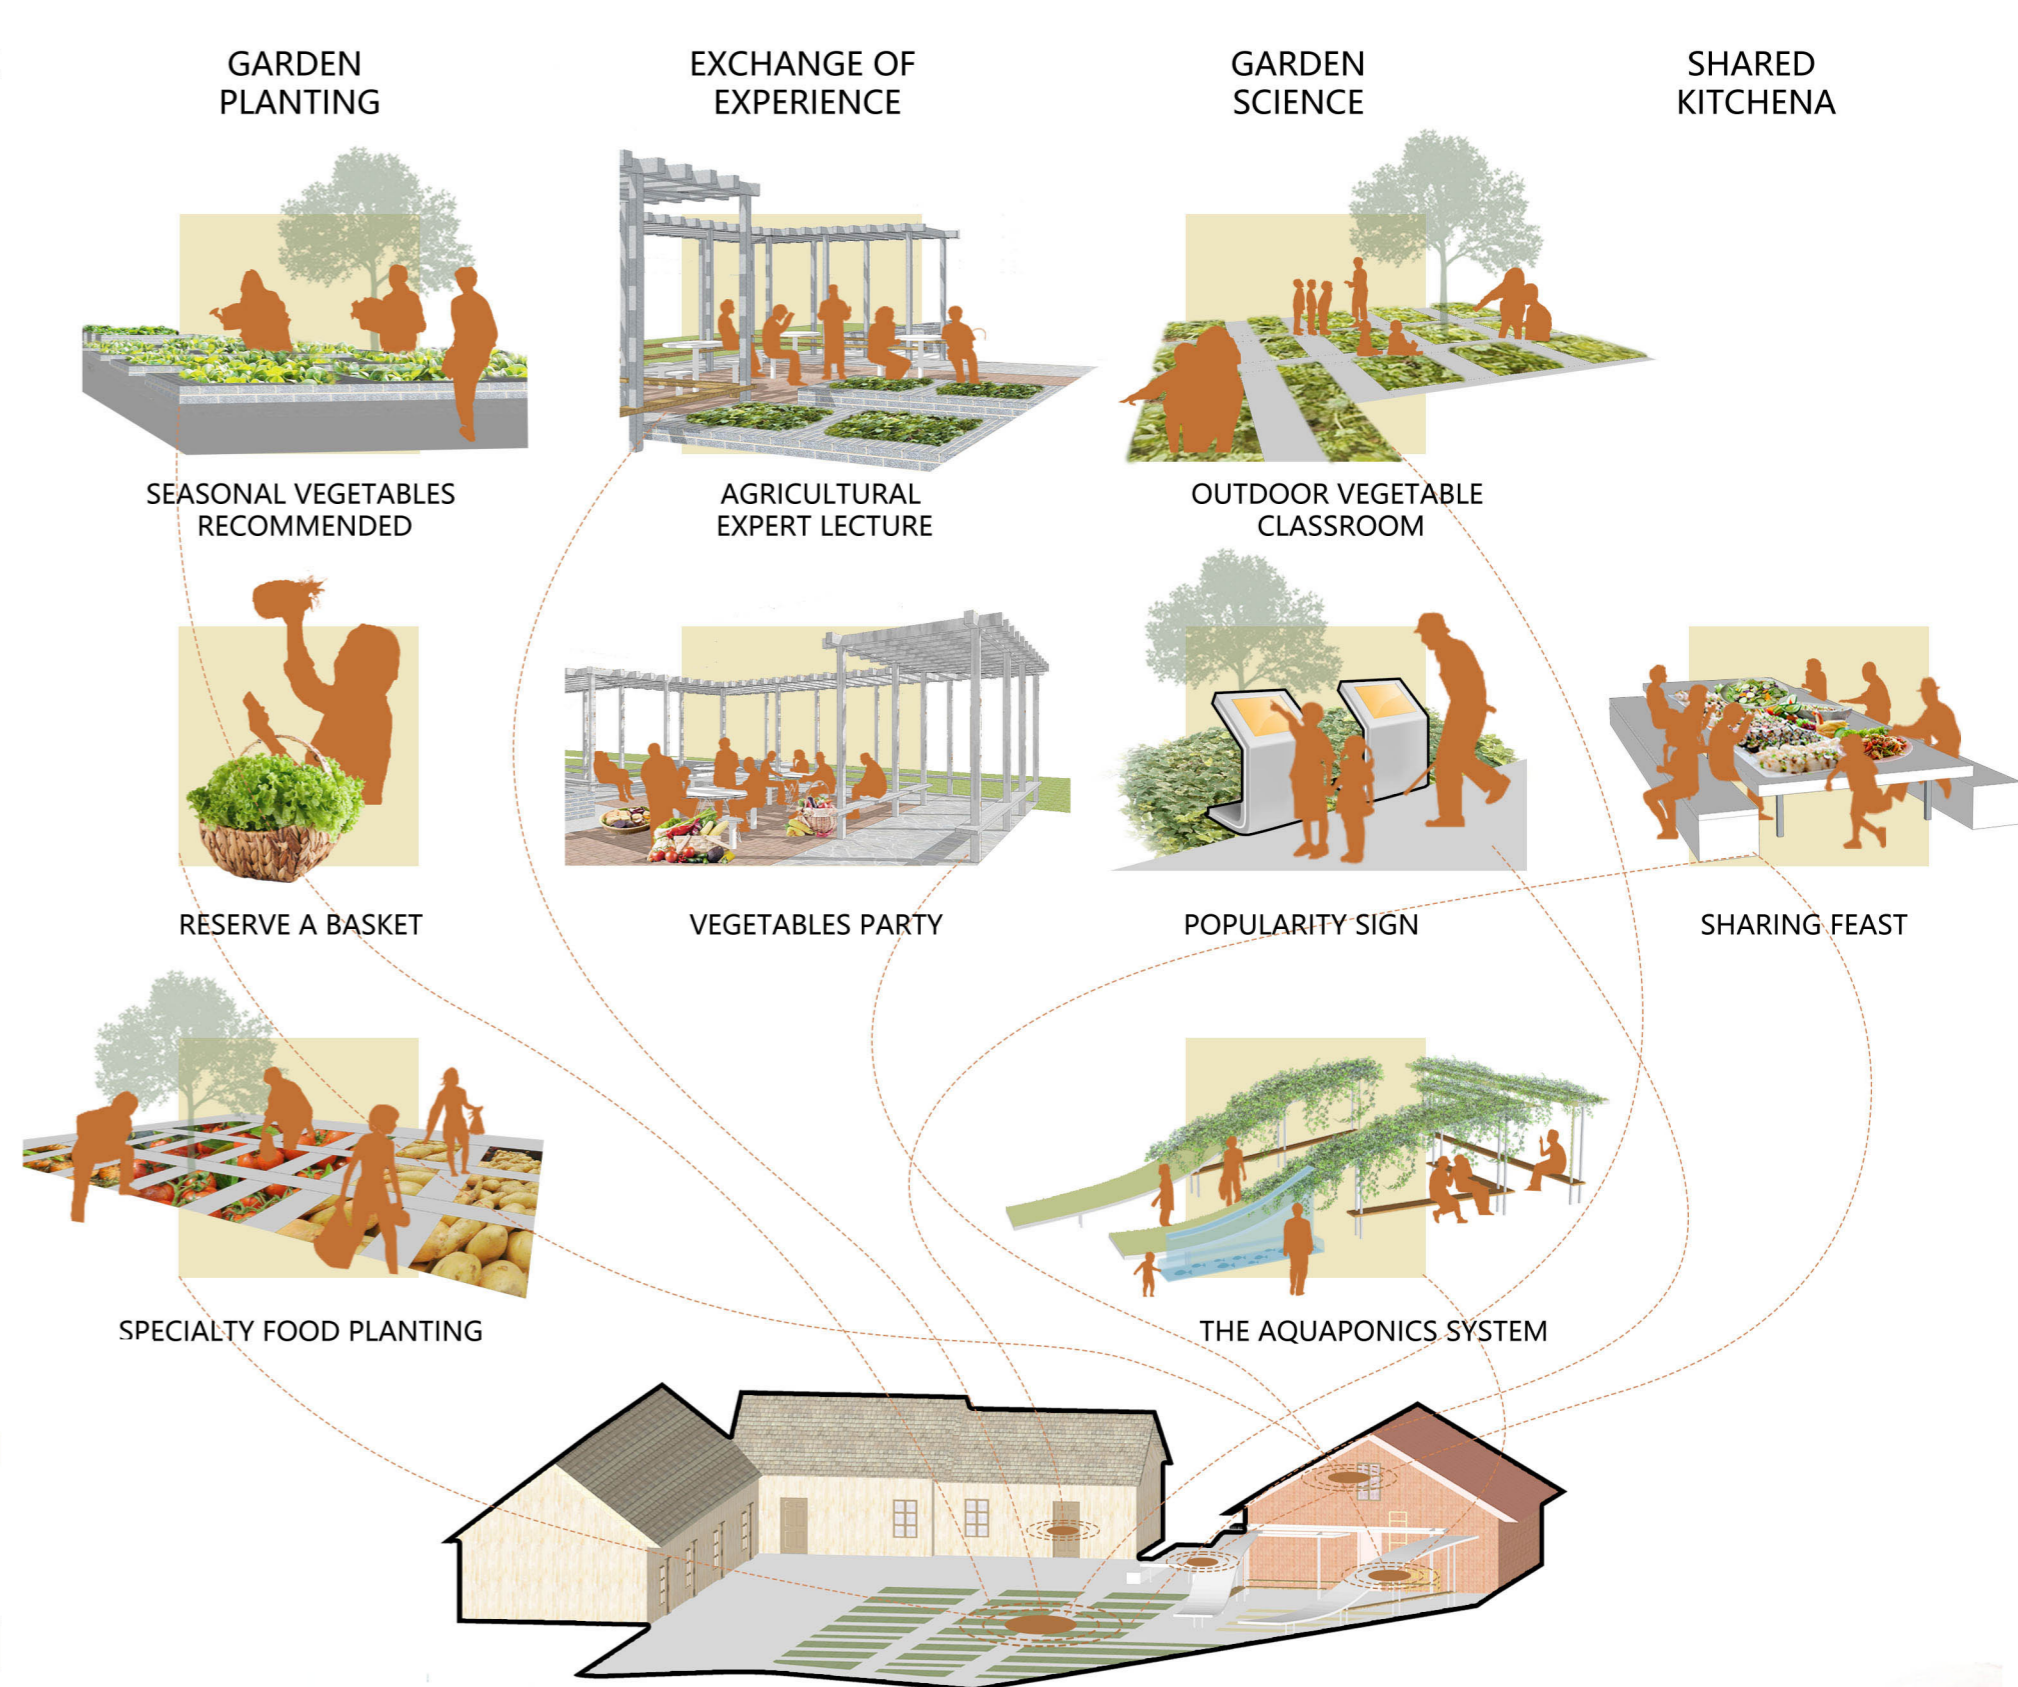 GARDEN
PLANTING
EXCHANGE OF
EXPERIENCE
GARDEN
SCIENCE
SHARED
KITCHENA
SEASONAL VEGETABLES
RECOMMENDED
AGRICULTURAL
EXPERT LECTURE
OUTDOOR VEGETABLE
CLASSROOM
RESERVE A BASKET
VEGETABLES PARTY
POPULARITY SIGN
SHARING FEAST
SPECIALTY FOOD PLANTING
THE AQUAPONICS SYSTEM